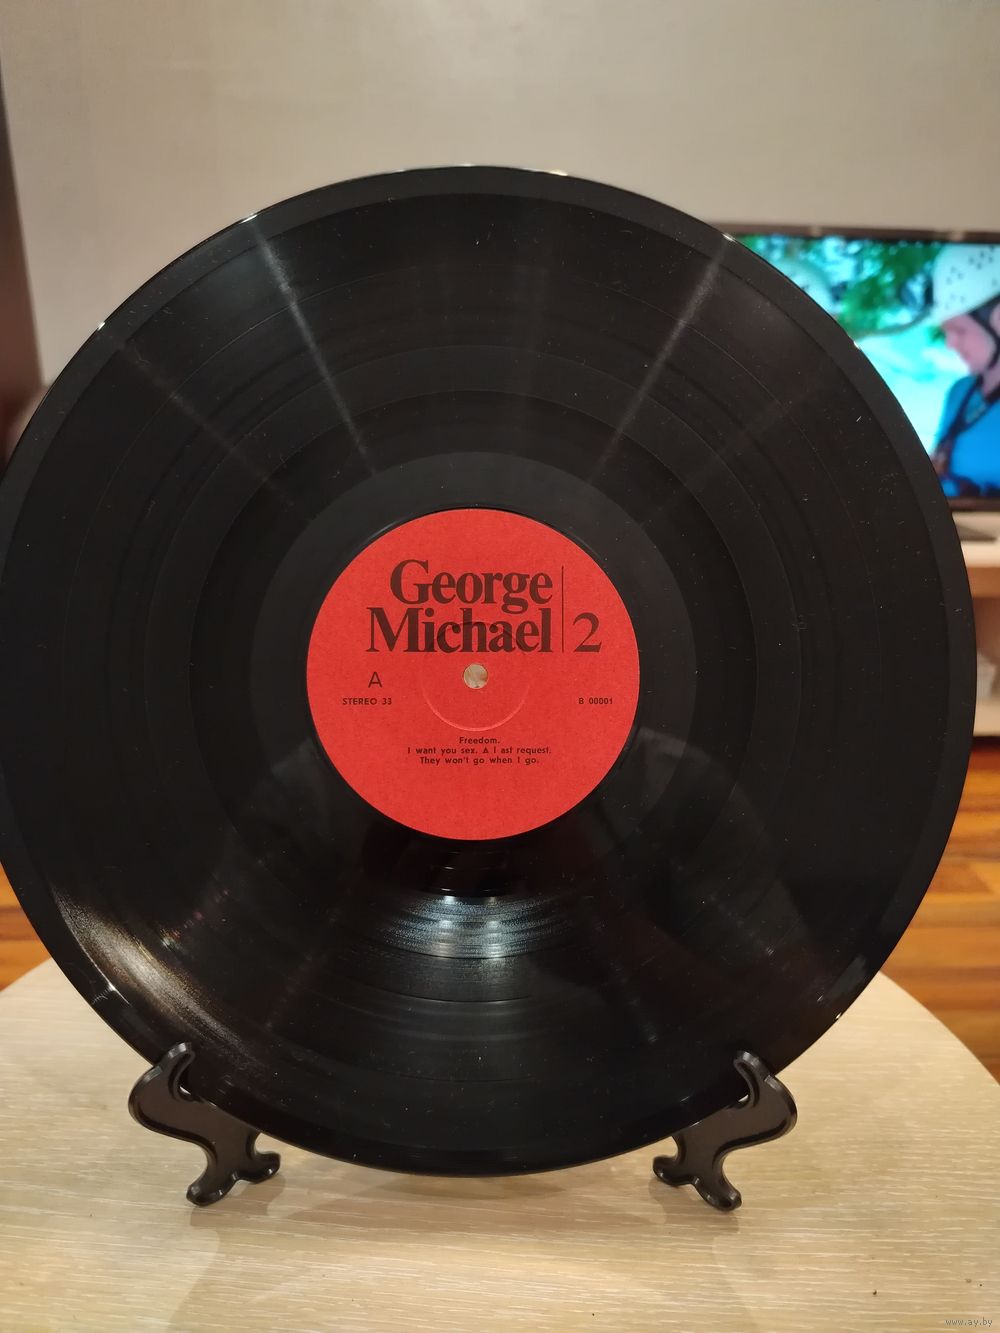 George
Michael | 2
A
STEREO 33
B 00001
Freedom.
I want you sex. A l ast request.
They won't go when I go.
www.ay.by